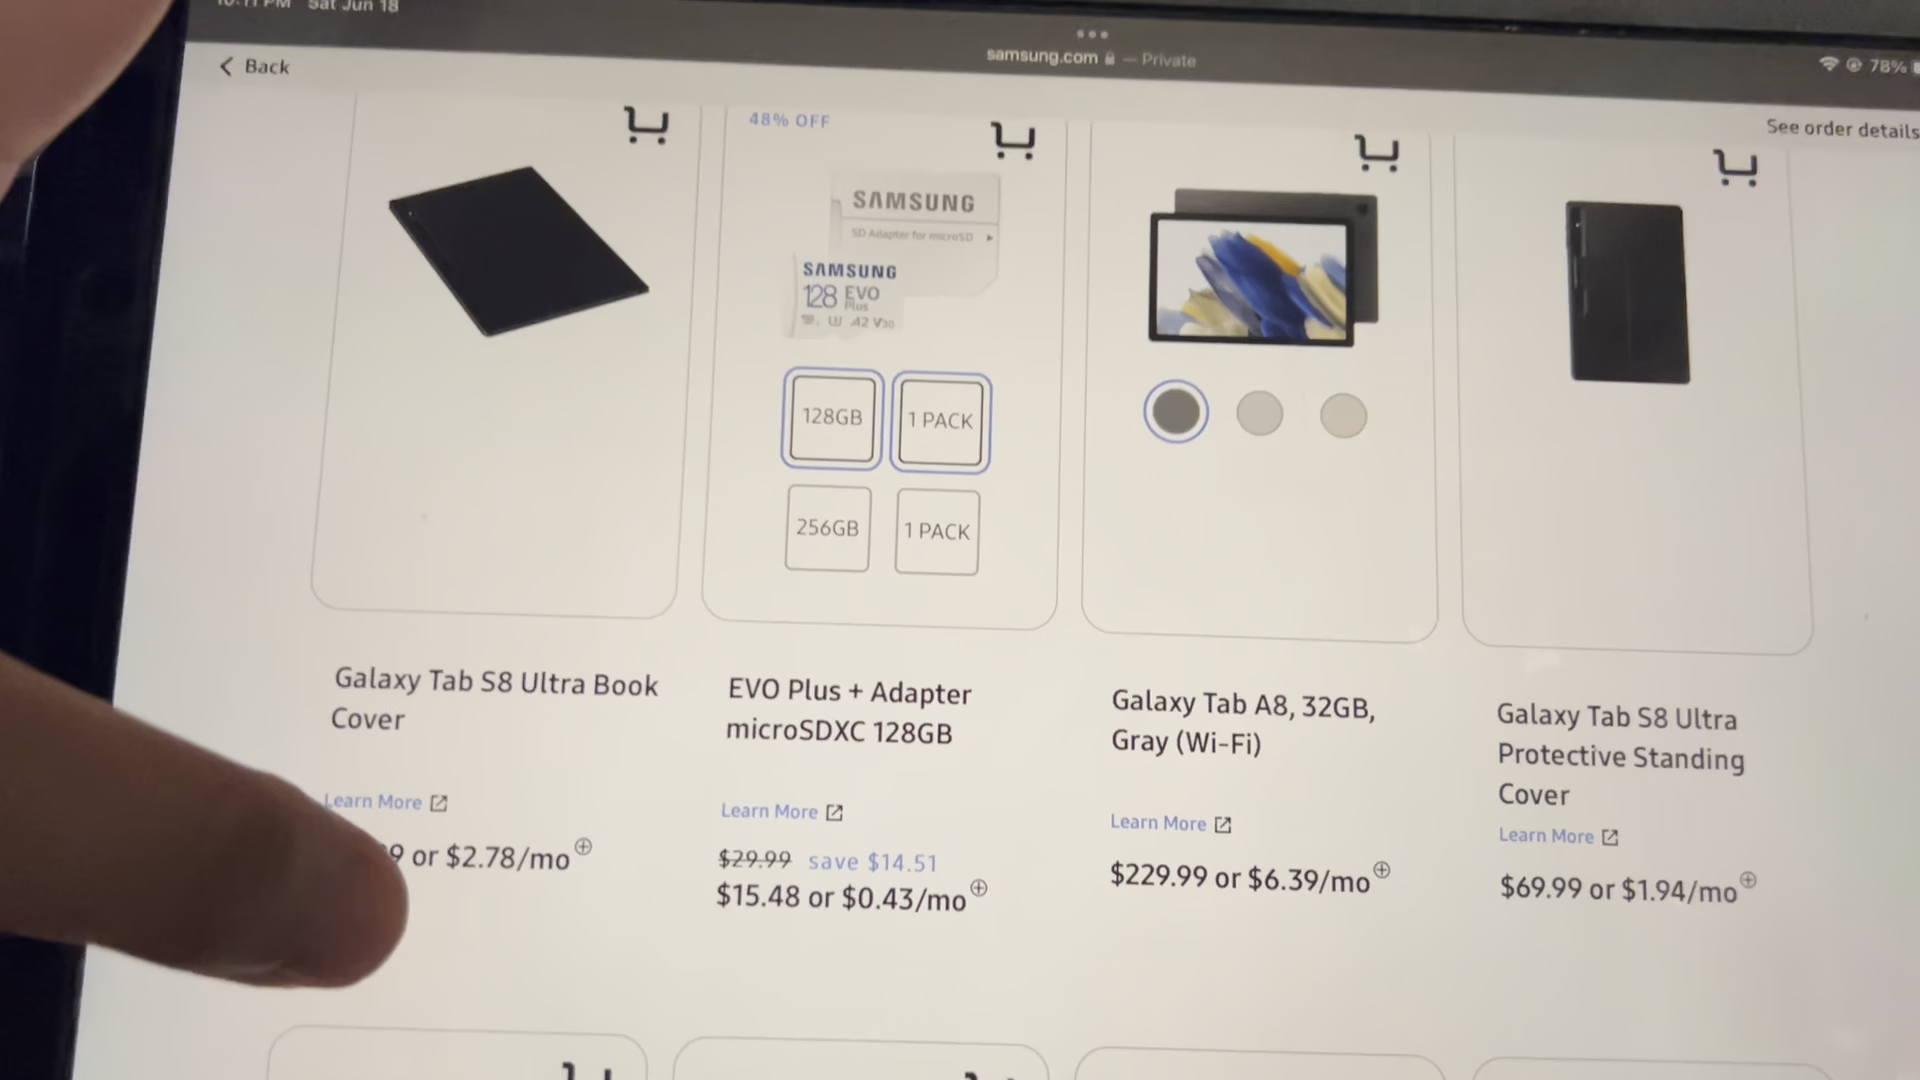 Sat Jun 18
samsung.com — Private
78%
Back
See order details
48% OFF
SAMSUNG
SD Adapter for microSD
SAMSUNG
128 EVO
Plus
U3 A2 V30
128GB
1 PACK
256GB
1 PACK
Galaxy Tab S8 Ultra Book
Cover
Learn More
9 or $2.78/mo
EVO Plus + Adapter
microSDXC 128GB
Learn More
$29.99 save $14.51
$15.48 or $0.43/mo
Galaxy Tab A8, 32GB,
Gray (Wi-Fi)
Learn More
$229.99 or $6.39/mo
Galaxy Tab S8 Ultra
Protective Standing
Cover
Learn More
$69.99 or $1.94/mo